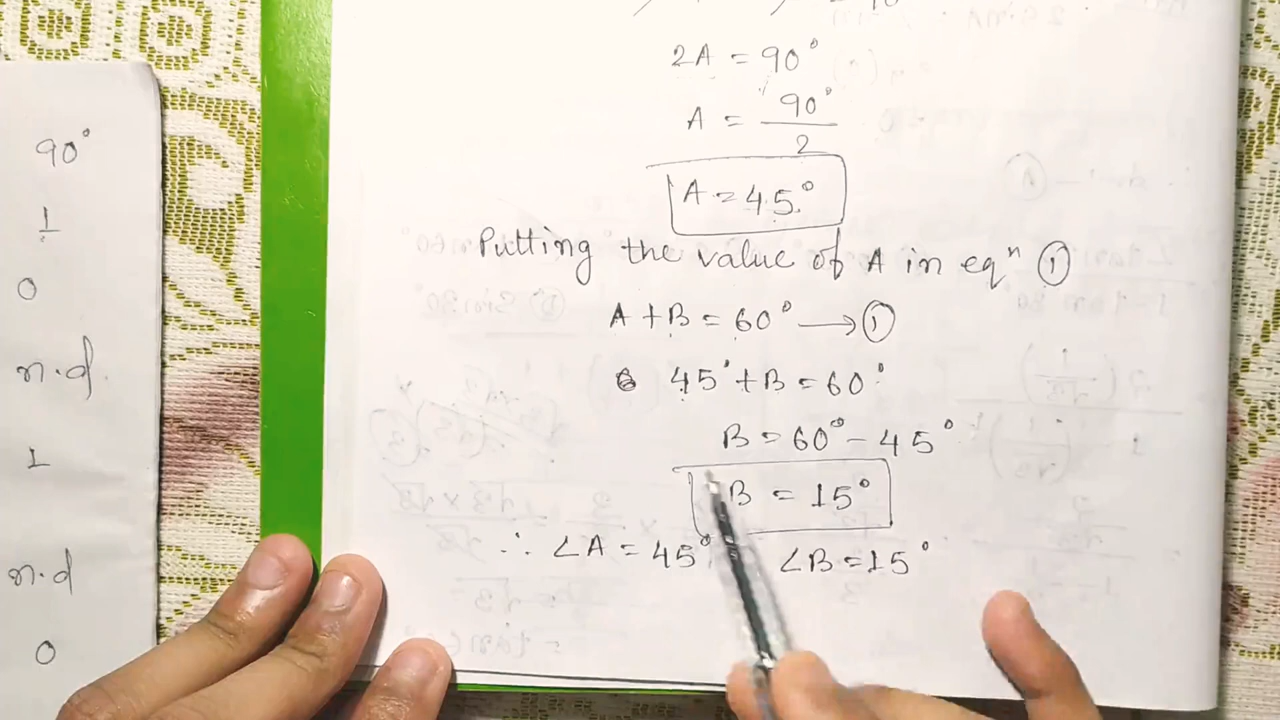 90°
1
0
n.d
1
n.d
0
2A = 90°
A = 90°/2
A = 45°
Putting the value of A in eqⁿ ①
A + B = 60° → ①
45° + B = 60°
B = 60° - 45°
B = 15°
∴ ∠A = 45° ∠B = 15°